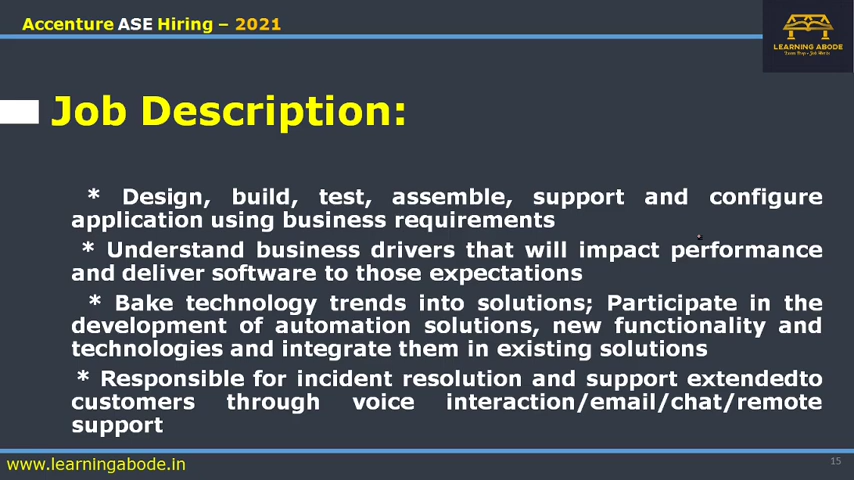 Accenture ASE Hiring – 2021
LEARNING ABODE
Job Description:
* Design, build, test, assemble, support and configure
application using business requirements
* Understand business drivers that will impact performance
and deliver software to those expectations
* Bake technology trends into solutions; Participate in the
development of automation solutions, new functionality and
technologies and integrate them in existing solutions
* Responsible for incident resolution and support extendedto
customers through voice interaction/email/chat/remote
support
www.learningabode.in
15